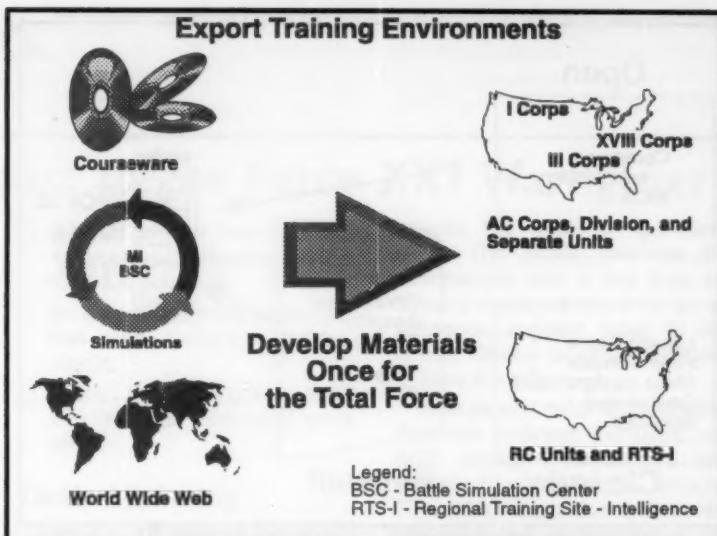 Export Training Environments
Courseware
MI
BSC
Simulations
World Wide Web
Develop Materials
Once for
the Total Force
I Corps
XVIII Corps
III Corps
AC Corps, Division, and
Separate Units
RC Units and RTS-I
Legend:
BSC - Battle Simulation Center
RTS-I - Regional Training Site - Intelligence